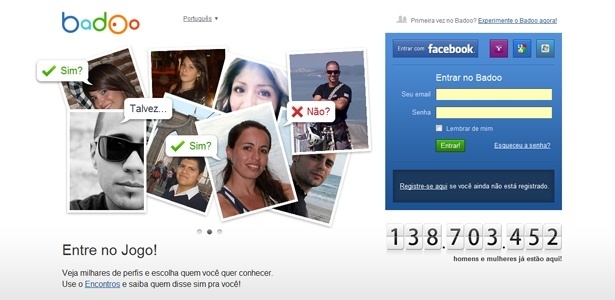 badoo
Português
Primeira vez no Badoo? Experimente o Badoo agora!
Sim?
Talvez...
Sim?
Não?
Entrar com facebook
Entrar no Badoo
Seu email
Senha
Lembrar de mim
Entrar! Esqueceu a senha?
Registre-se aqui se você ainda não está registrado.
138.703.452
homens e mulheres já estão aqui!
Entre no Jogo!
Veja milhares de perfis e escolha quem você quer conhecer.
Use o Encontros e saiba quem disse sim pra você!